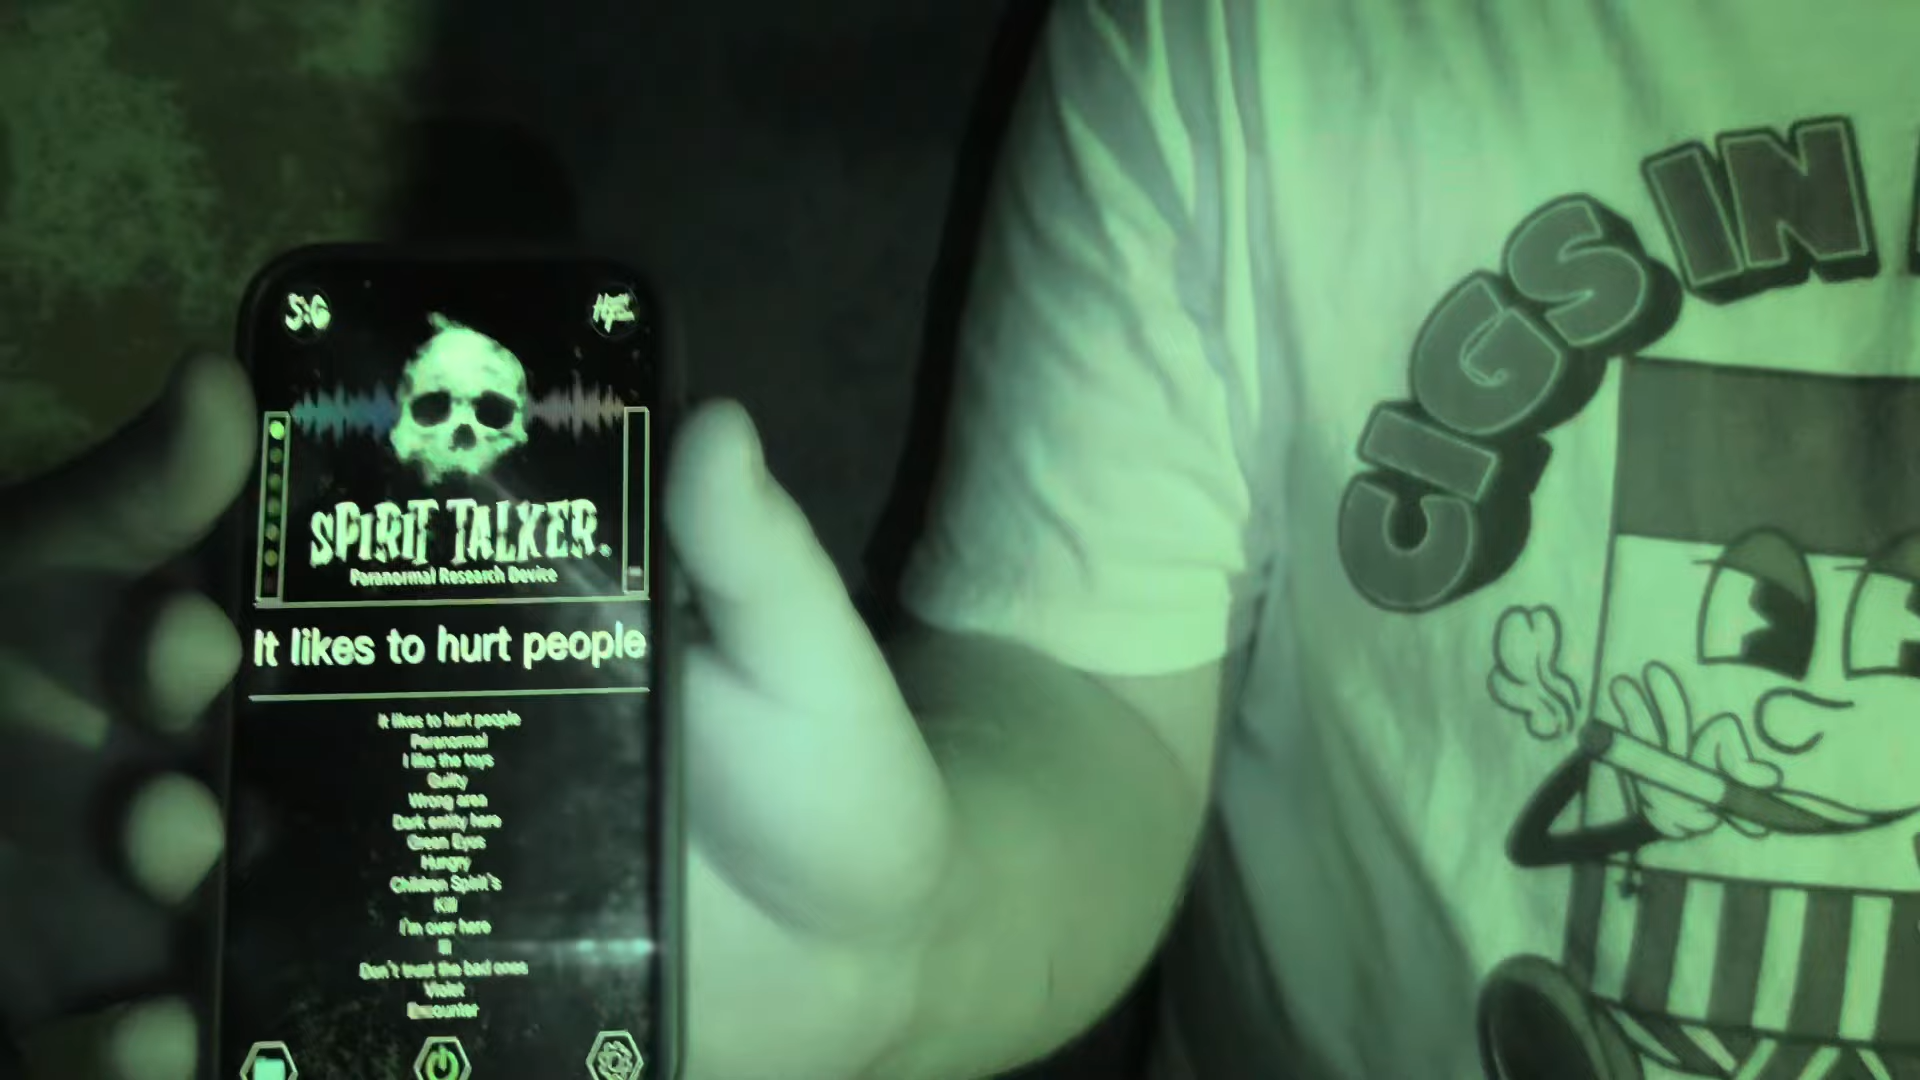 S:G
SPIRIT TALKER.
Paranormal Research Device
It likes to hurt people
It likes to hurt people
Paranormal
I like the toys
Guilty
Wrong area
Dark entity here
Green Eyes
Hungry
Children Spirit's
Kill
I'm over here
Don't trust the bad ones
Violet
Encounter
CIGS IN